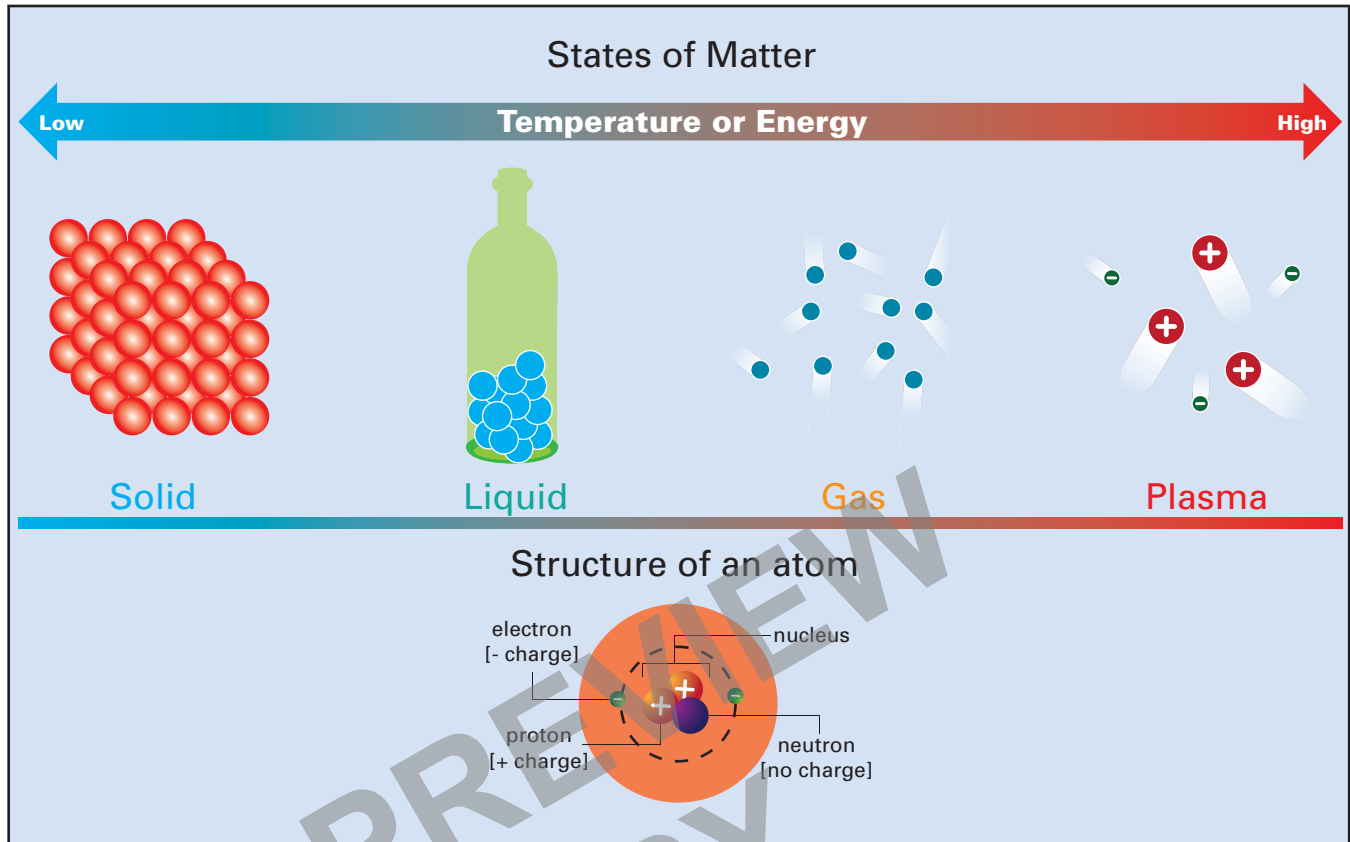 States of Matter
Low Temperature or Energy High
Solid Liquid Gas Plasma
Structure of an atom
electron
[- charge]
nucleus
proton
[+ charge]
neutron
[no charge]
PREVIEW